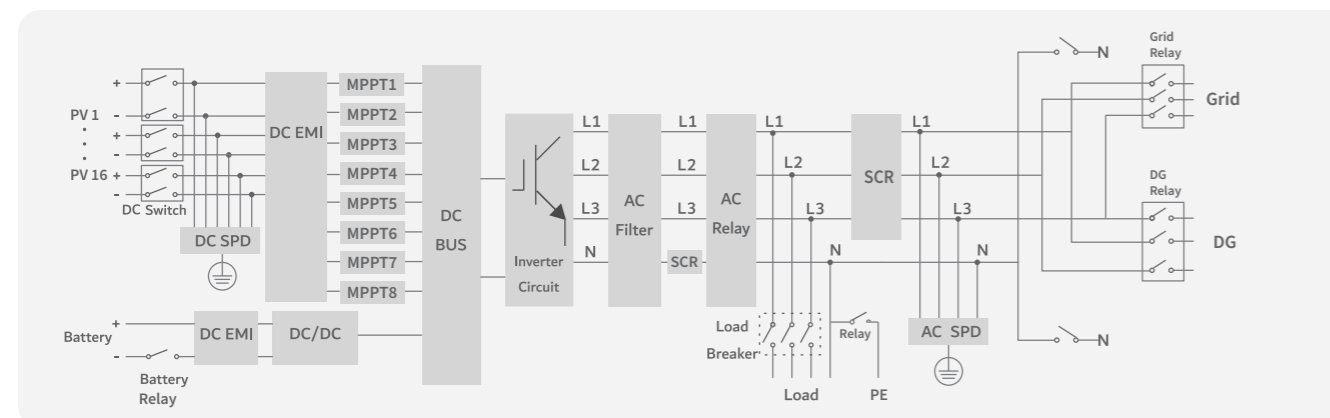 +
PV 1 -
+
-
PV 16 +
-
DC Switch
DC SPD
DC EMI
MPPT1
MPPT2
MPPT3
MPPT4
MPPT5
MPPT6
MPPT7
MPPT8
Battery
+
-
Battery
Relay
DC EMI
DC/DC
DC
BUS
Inverter
Circuit
L1
L2
L3
N
AC
Filter
L1
L2
L3
SCR
AC
Relay
L1
L2
L3
N
Load
Breaker
Load
Relay
PE
SCR
L1
L2
L3
N
AC SPD
N
N
Grid
Relay
Grid
DG
Relay
DG